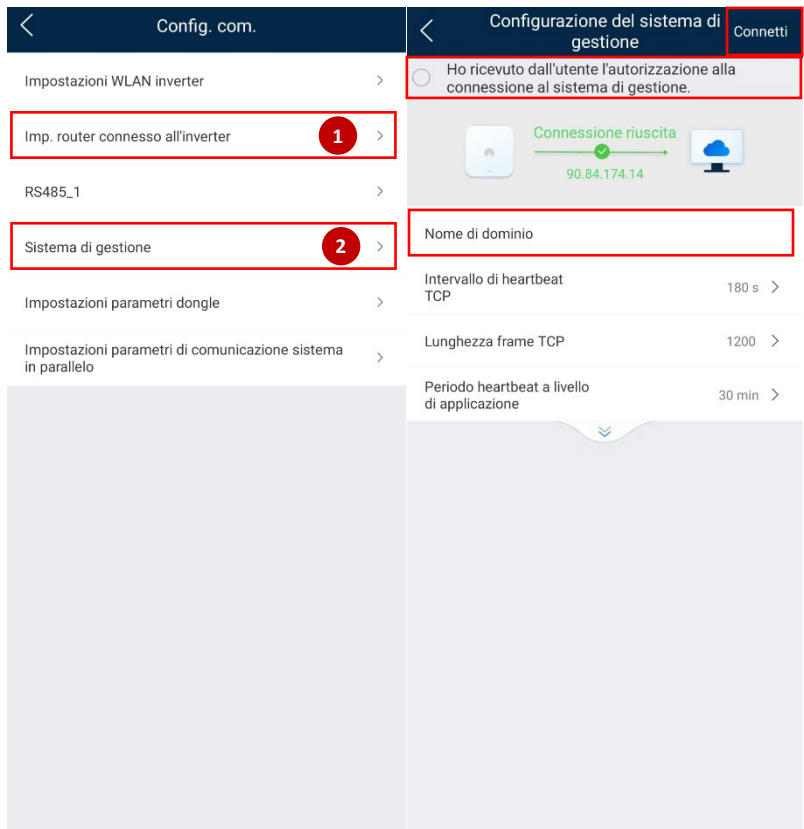 Config. com.
Impostazioni WLAN inverter
Imp. router connesso all'inverter
1
RS485_1
Sistema di gestione
2
Impostazioni parametri dongle
Impostazioni parametri di comunicazione sistema
in parallelo
Configurazione del sistema di
gestione
Connetti
Ho ricevuto dall'utente l'autorizzazione alla
connessione al sistema di gestione.
Connessione riuscita
90.84.174.14
Nome di dominio
Intervallo di heartbeat
TCP
180 s
Lunghezza frame TCP
1200
Periodo heartbeat a livello
di applicazione
30 min